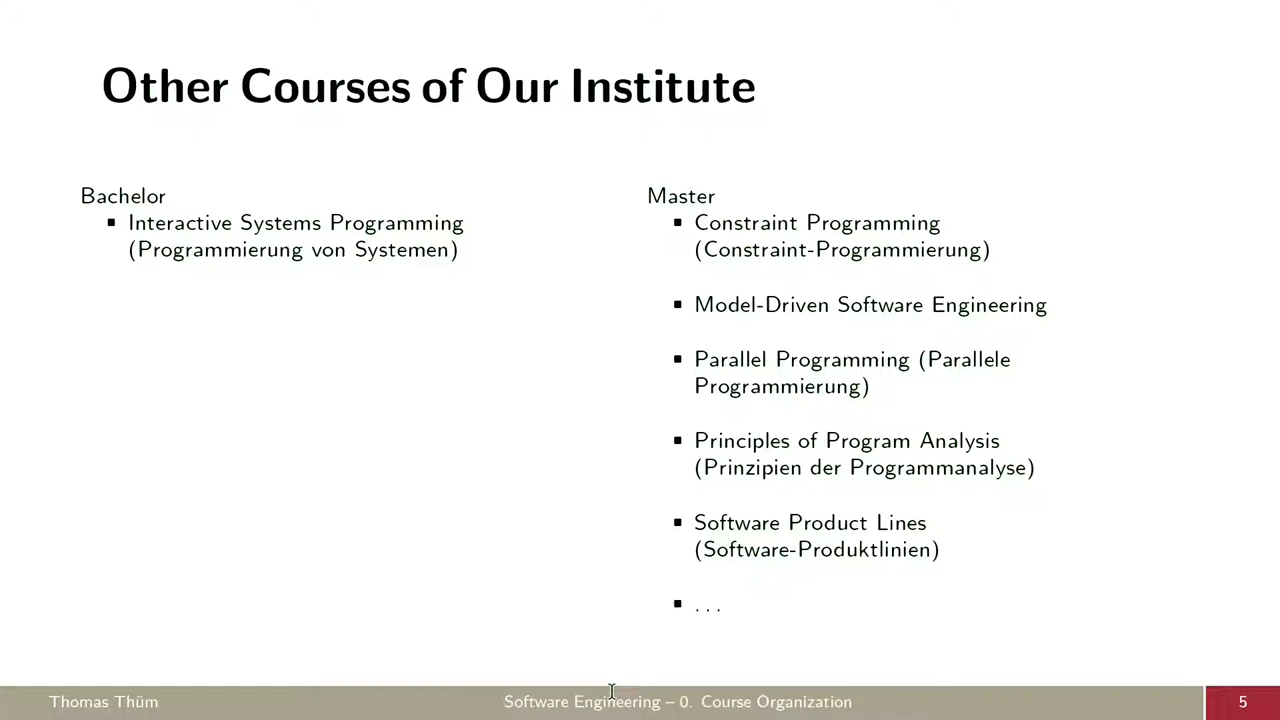 Other Courses of Our Institute
Bachelor
▪ Interactive Systems Programming
(Programmierung von Systemen)
Master
▪ Constraint Programming
(Constraint-Programmierung)
▪ Model-Driven Software Engineering
▪ Parallel Programming (Parallele
Programmierung)
▪ Principles of Program Analysis
(Prinzipien der Programmanalyse)
▪ Software Product Lines
(Software-Produktlinien)
▪ . . .
Thomas Thüm
Software Engineering – 0. Course Organization
5